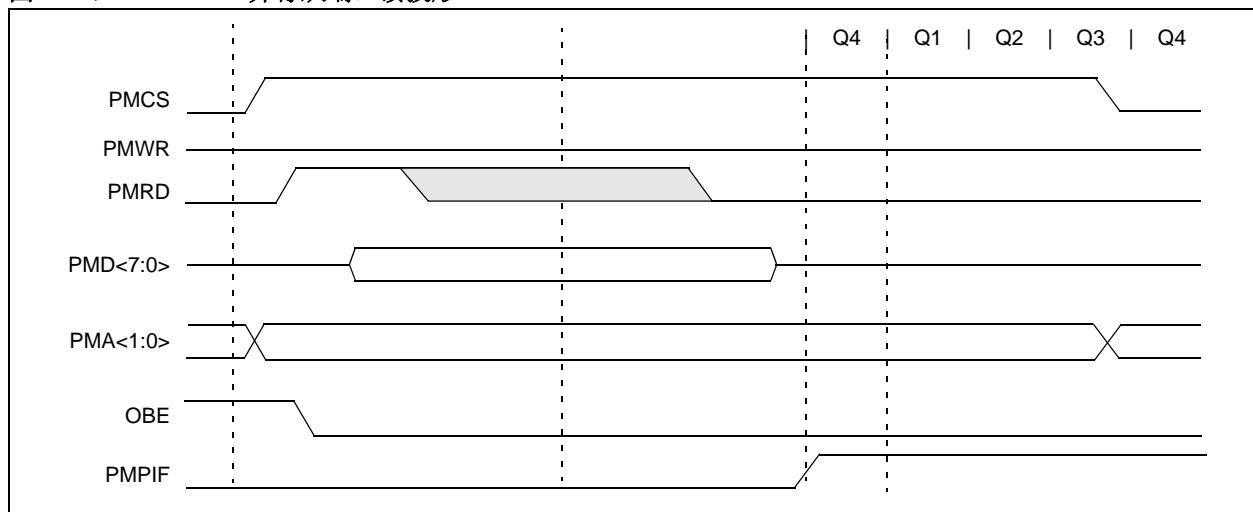 | Q4 | Q1 | Q2 | Q3 | Q4
PMCS
PMWR
PMRD
PMD<7:0>
PMA<1:0>
OBE
PMPIF